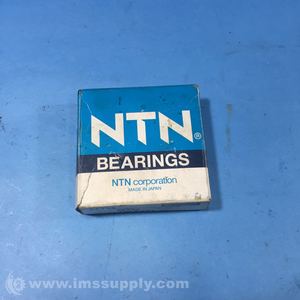 NTN®
BEARINGS
NTN corporation
MADE IN JAPAN
© www.imssupply.com